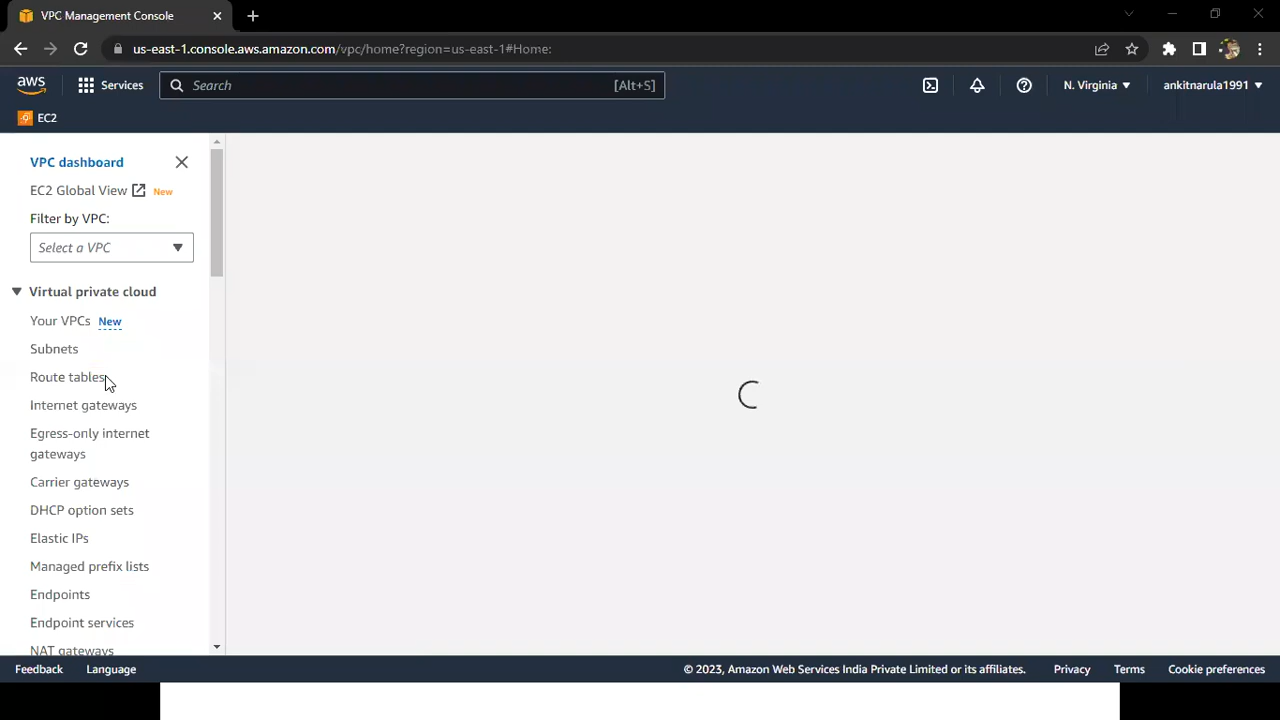 VPC Management Console
us-east-1.console.aws.amazon.com/vpc/home?region=us-east-1#Home:
aws
Services
Search
[Alt+S]
N. Virginia
ankitnarula1991
EC2
VPC dashboard
EC2 Global View New
Filter by VPC:
Select a VPC
Virtual private cloud
Your VPCs New
Subnets
Route tables
Internet gateways
Egress-only internet
gateways
Carrier gateways
DHCP option sets
Elastic IPs
Managed prefix lists
Endpoints
Endpoint services
NAT gateways
Feedback
Language
© 2023, Amazon Web Services India Private Limited or its affiliates.
Privacy
Terms
Cookie preferences